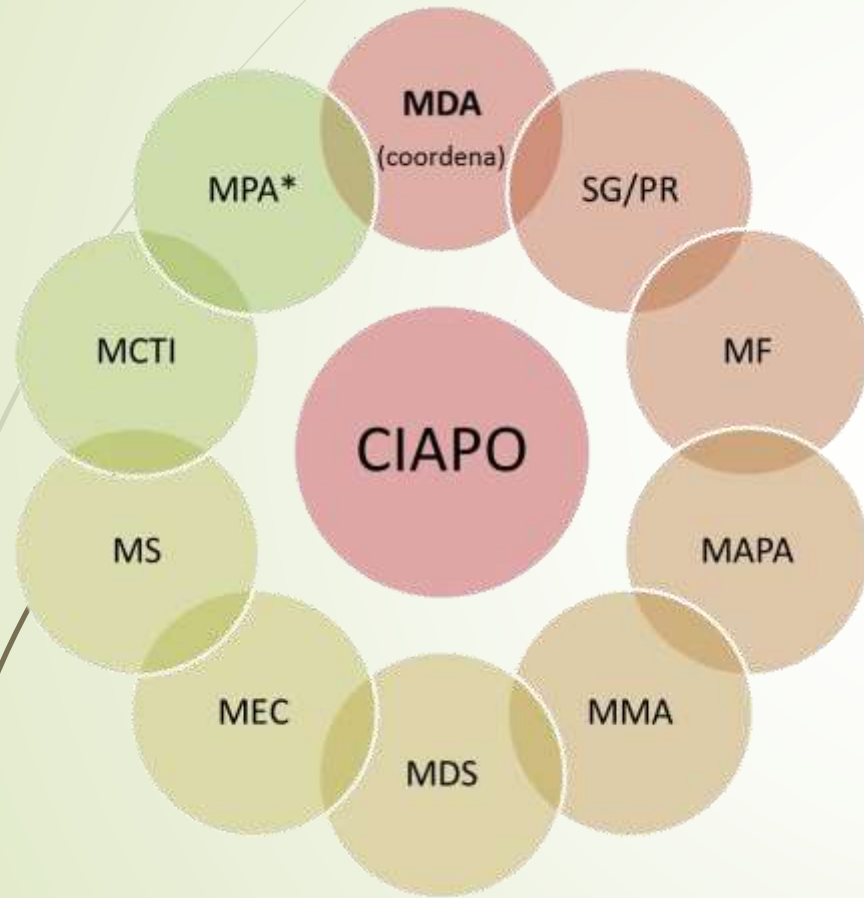 MDA
(coordena)
SG/PR
MF
MAPA
MMA
MDS
MEC
MS
MCTI
MPA*
CIAPO